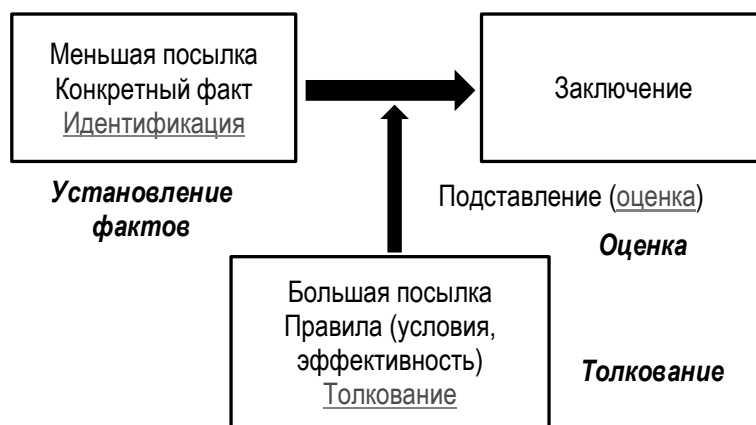 Меньшая посылка
Конкретный факт
Идентификация
Заключение
Установление
фактов
Подставление (оценка)
Оценка
Большая посылка
Правила (условия,
эффективность)
Толкование
Толкование